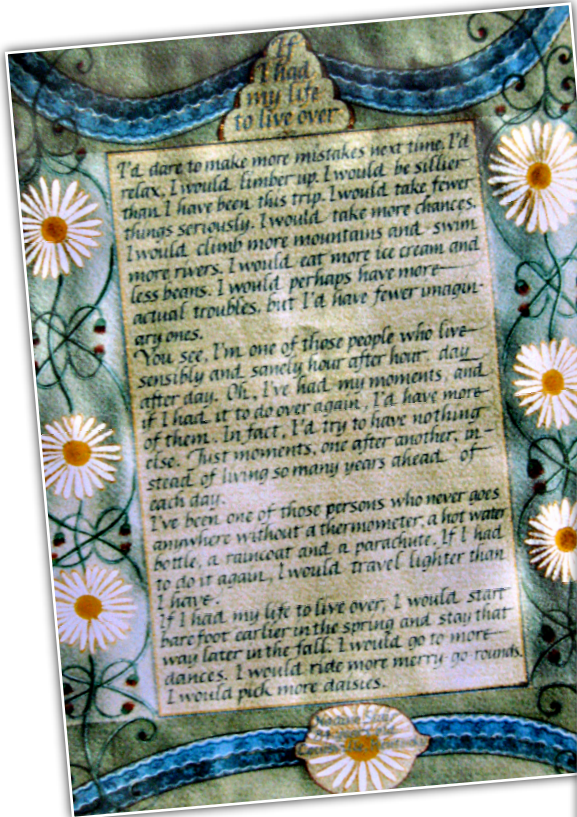 If
I had
my life
to live over
I'd dare to make more mistakes next time. I'd
relax, I would limber up. I would be sillier
than I have been this trip. I would take fewer
things seriously. I would take more chances.
I would climb more mountains and swim
more rivers. I would eat more ice cream and
less beans. I would perhaps have more
actual troubles, but I'd have fewer imagin-
ary ones.
You see, I'm one of those people who live
sensibly and sanely hour after hour, day
after day. Oh, I've had my moments, and
if I had it to do over again, I'd have more
of them. In fact, I'd try to have nothing
else. Just moments, one after another, in-
stead of living so many years ahead of
each day.
I've been one of those persons who never goes
anywhere without a thermometer, a hot water
bottle, a raincoat and a parachute. If I had
to do it again, I would travel lighter than
I have.
If I had my life to live over, I would start
barefoot earlier in the spring and stay that
way later in the fall. I would go to more
dances. I would ride more merry-go-rounds.
I would pick more daisies.
Nadine Stair